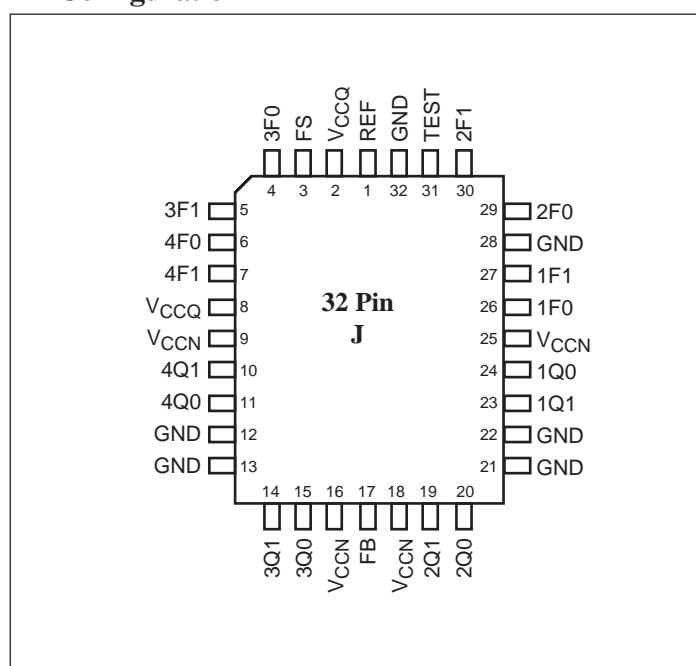 3F0 FS VCCQ REF GND TEST 2F1
4 3 2 1 32 31 30
3F1 5 29 2F0
4F0 6 28 GND
4F1 7 27 1F1
VCCQ 8 26 1F0
32 Pin
J
VCCN 9 25 VCCN
4Q1 10 24 1Q0
4Q0 11 23 1Q1
GND 12 22 GND
GND 13 21 GND
14 15 16 17 18 19 20
3Q1 3Q0 VCCN FB VCCN 2Q1 2Q0